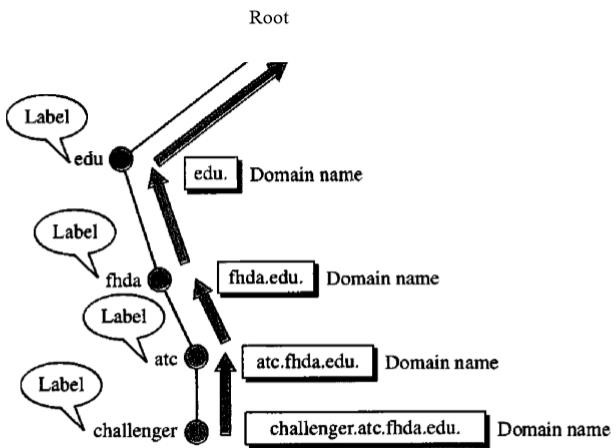 Root
Label
edu
edu. Domain name
Label
fhda
fhda.edu. Domain name
Label
atc
atc.fhda.edu. Domain name
Label
challenger
challenger.atc.fhda.edu. Domain name